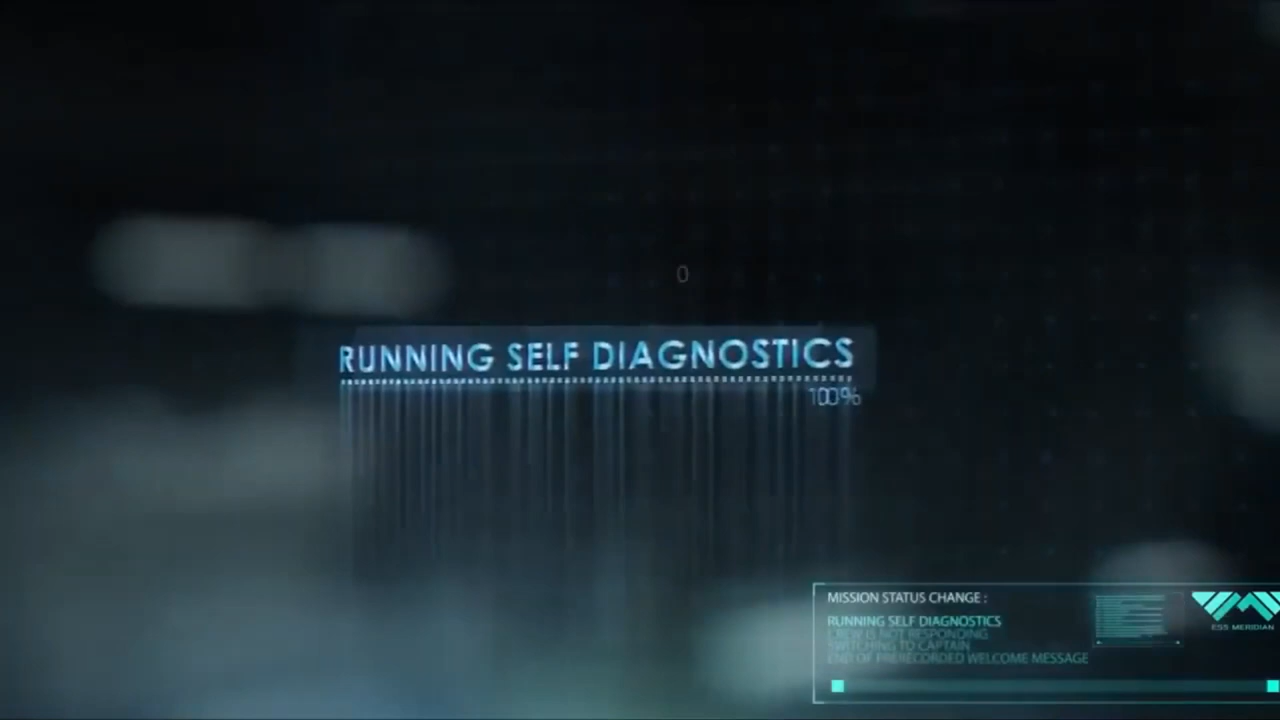 0
RUNNING SELF DIAGNOSTICS
100%
MISSION STATUS CHANGE :
RUNNING SELF DIAGNOSTICS
CREW IS NOT RESPONDING
SWITCHING TO CAPTAIN
END OF PRERECORDED WELCOME MESSAGE
ESS MERIDIAN